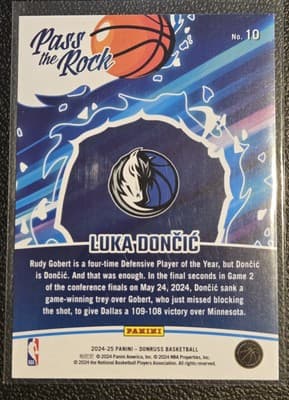 Pass
the
Rock
No. 10
LUKA DONČIĆ
Rudy Gobert is a four-time Defensive Player of the Year, but Dončić
is Dončić. And that was enough. In the final seconds in Game 2
of the conference finals on May 24, 2024, Dončić sank a
game-winning trey over Gobert, who just missed blocking
the shot, to give Dallas a 109-108 victory over Minnesota.
PANINI
2024-25 PANINI - DONRUSS BASKETBALL
© 2024 Panini America, Inc. © 2024 NBA Properties, Inc.
© 2024 the National Basketball Players Association. All rights reserved.